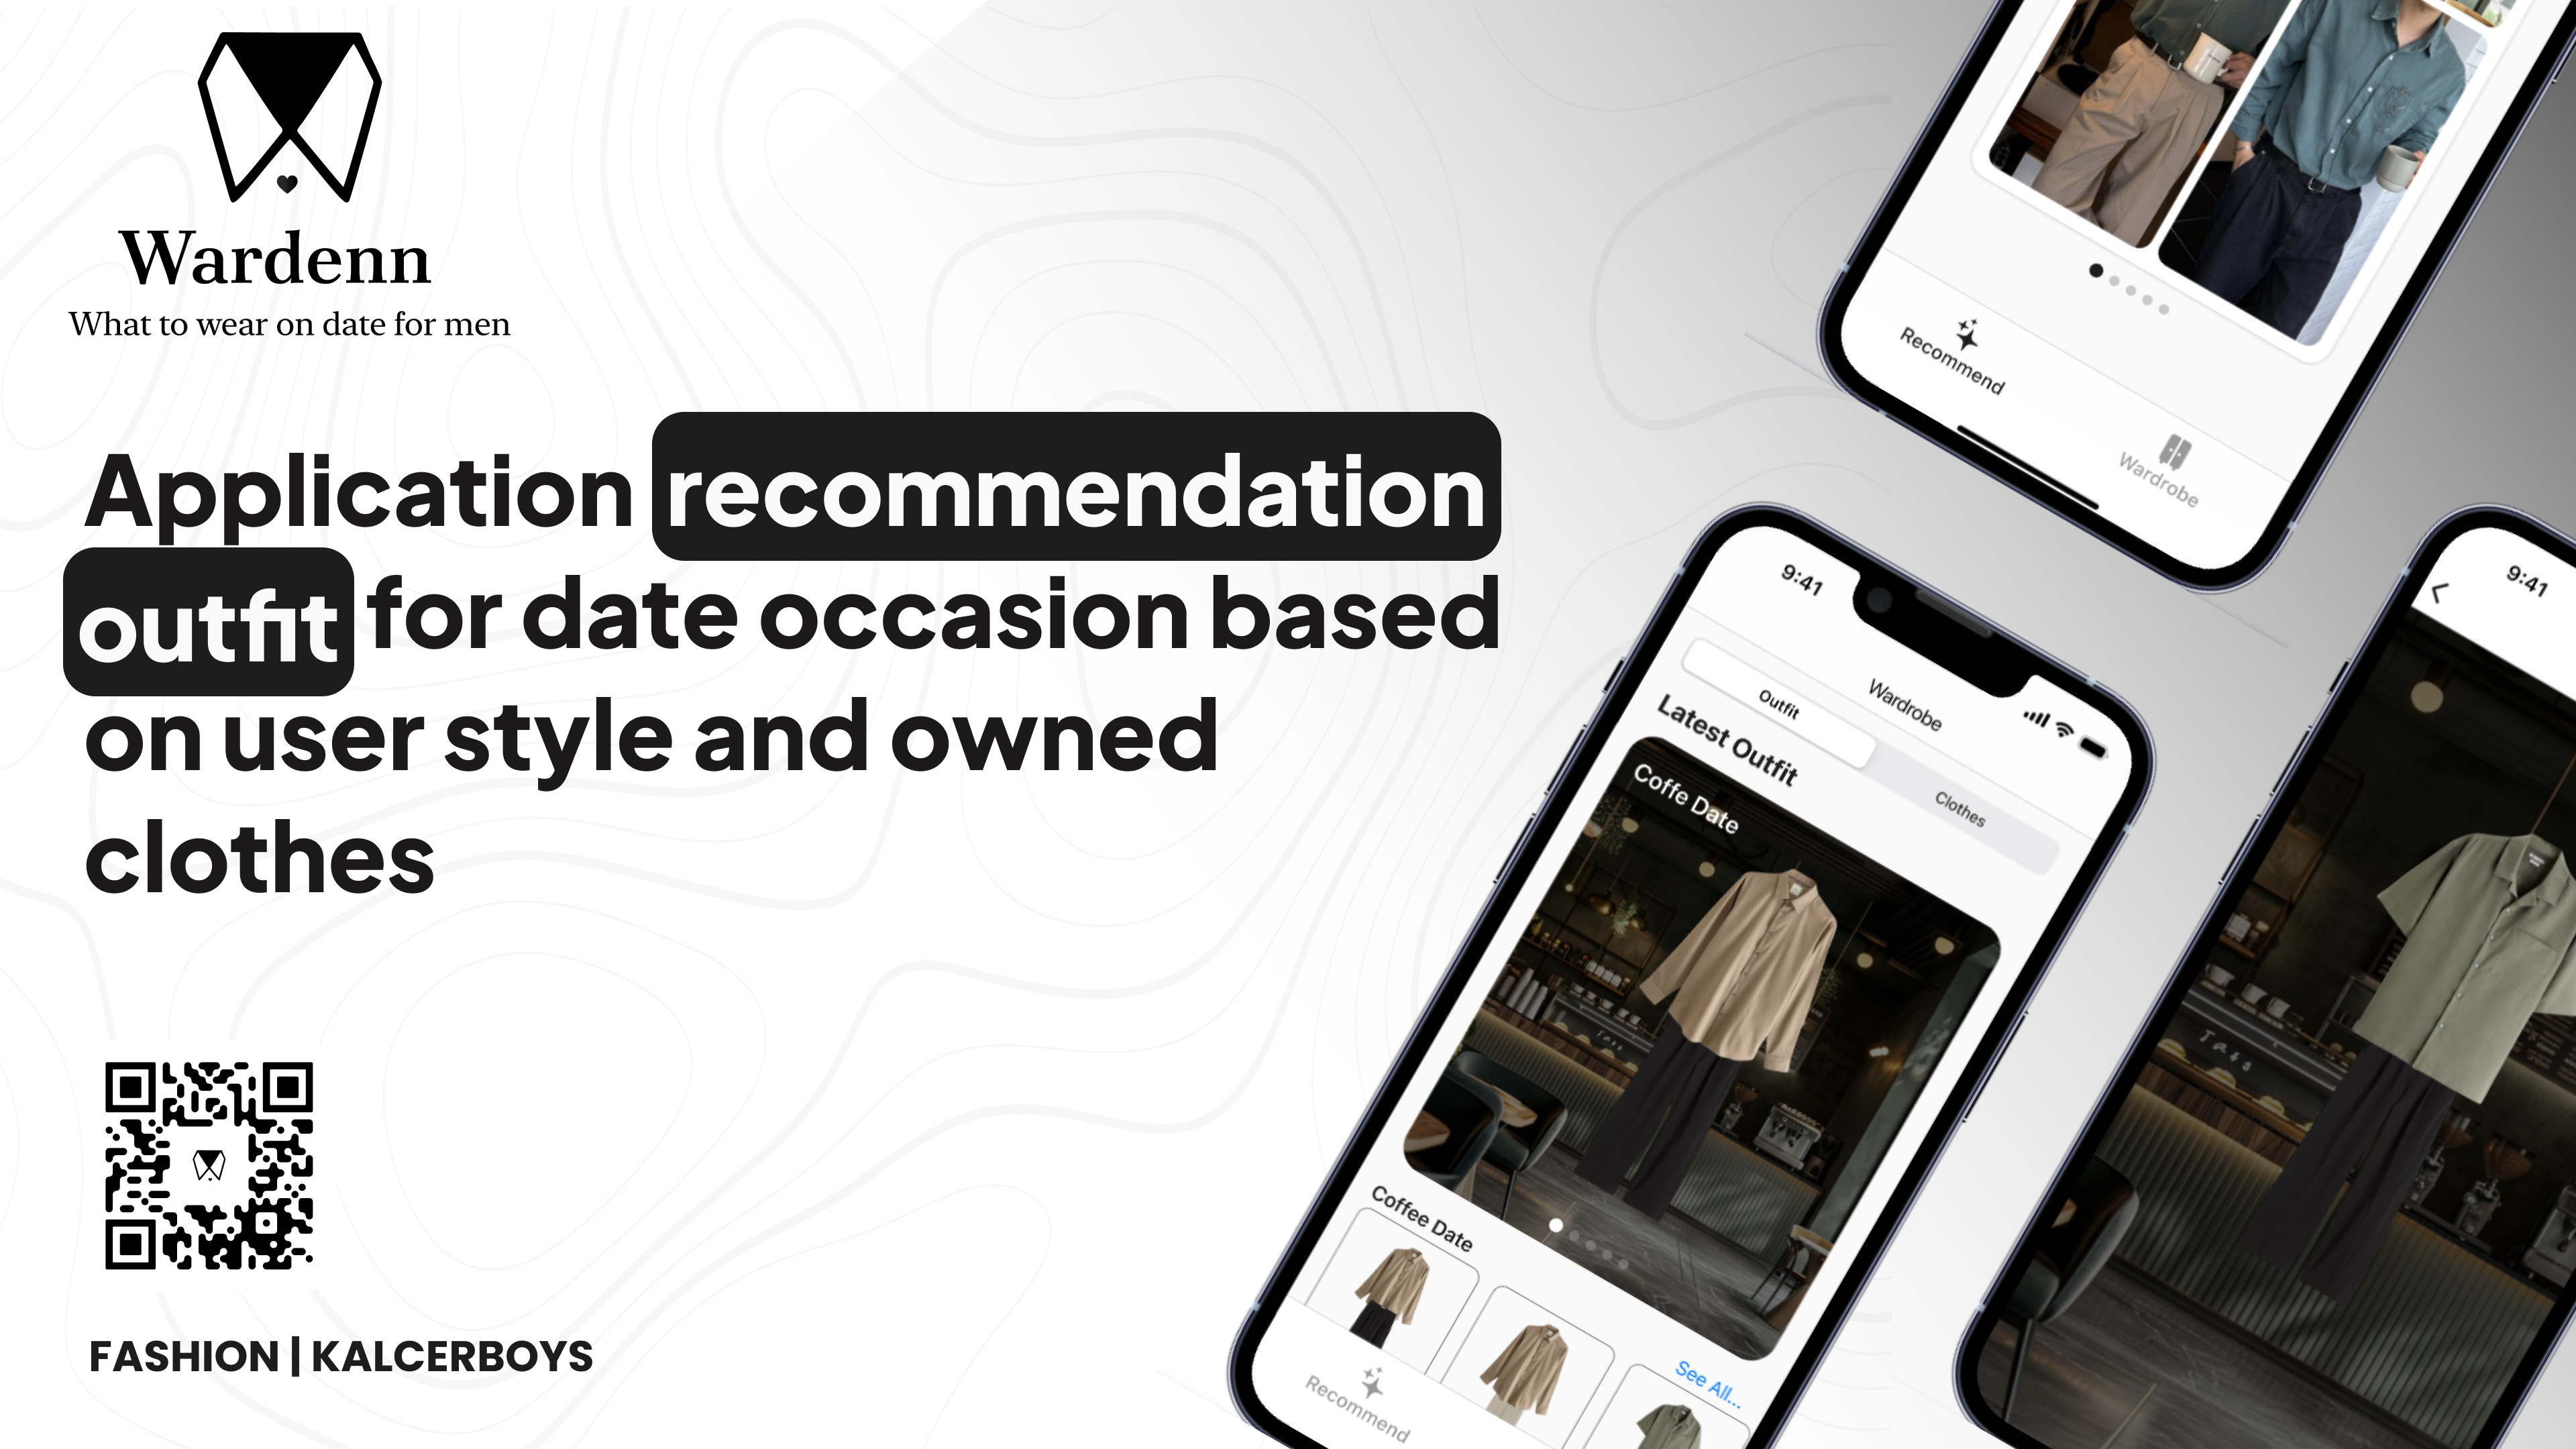 Wardenn
What to wear on date for men
Application recommendation
outfit for date occasion based
on user style and owned
clothes
FASHION | KALCERBOYS
Recommend
Wardrobe
9:41
Wardrobe
Outfit
Clothes
Latest Outfit
Coffe Date
Coffee Date
See All...
Recommend
9:41